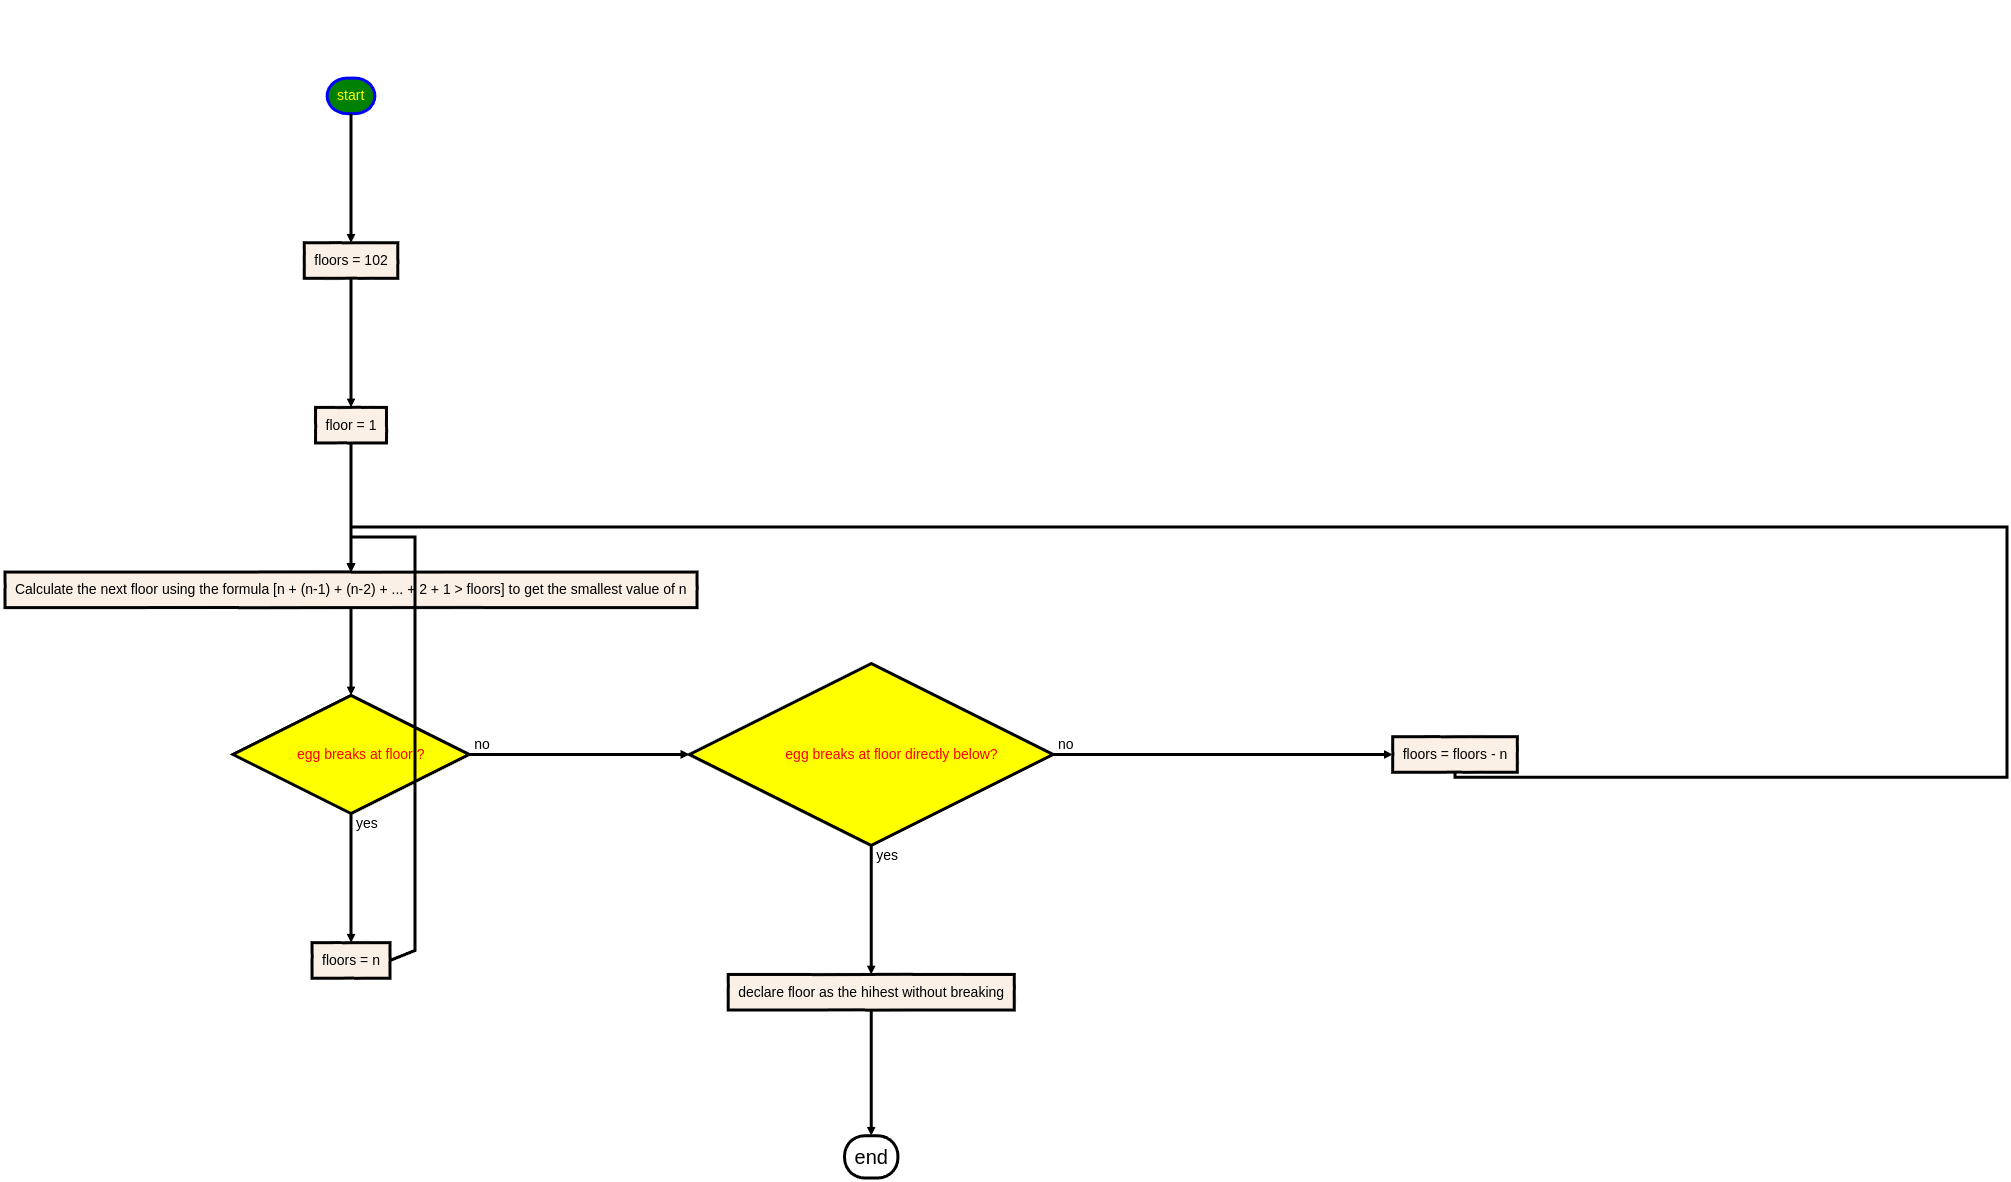 start
floors = 102
floor = 1
Calculate the next floor using the formula [n + (n-1) + (n-2) + ... + 2 + 1 > floors] to get the smallest value of n
egg breaks at floor ?
no
egg breaks at floor directly below?
no
floors = floors - n
yes
yes
floors = n
declare floor as the hihest without breaking
end